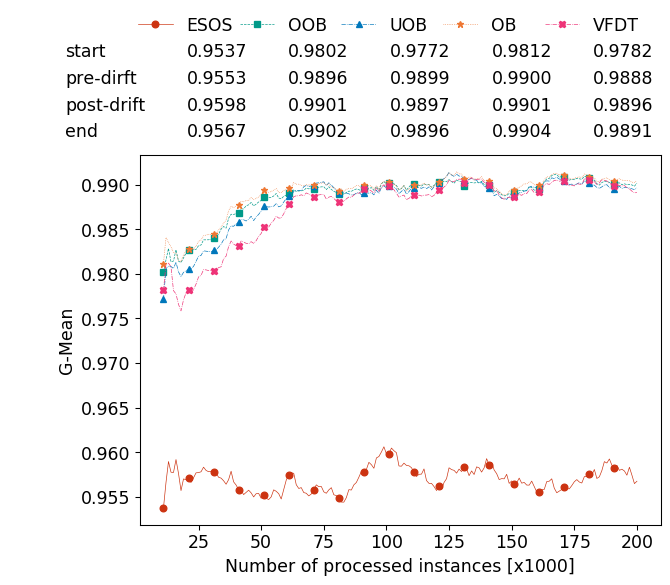 ESOS OOB UOB OB VFDT
start 0.9537 0.9802 0.9772 0.9812 0.9782
pre-dirft 0.9553 0.9896 0.9899 0.9900 0.9888
post-drift 0.9598 0.9901 0.9897 0.9901 0.9896
end 0.9567 0.9902 0.9896 0.9904 0.9891
0.990
0.985
0.980
0.975
0.970
0.965
0.960
0.955
G-Mean
25 50 75 100 125 150 175 200
Number of processed instances [x1000]